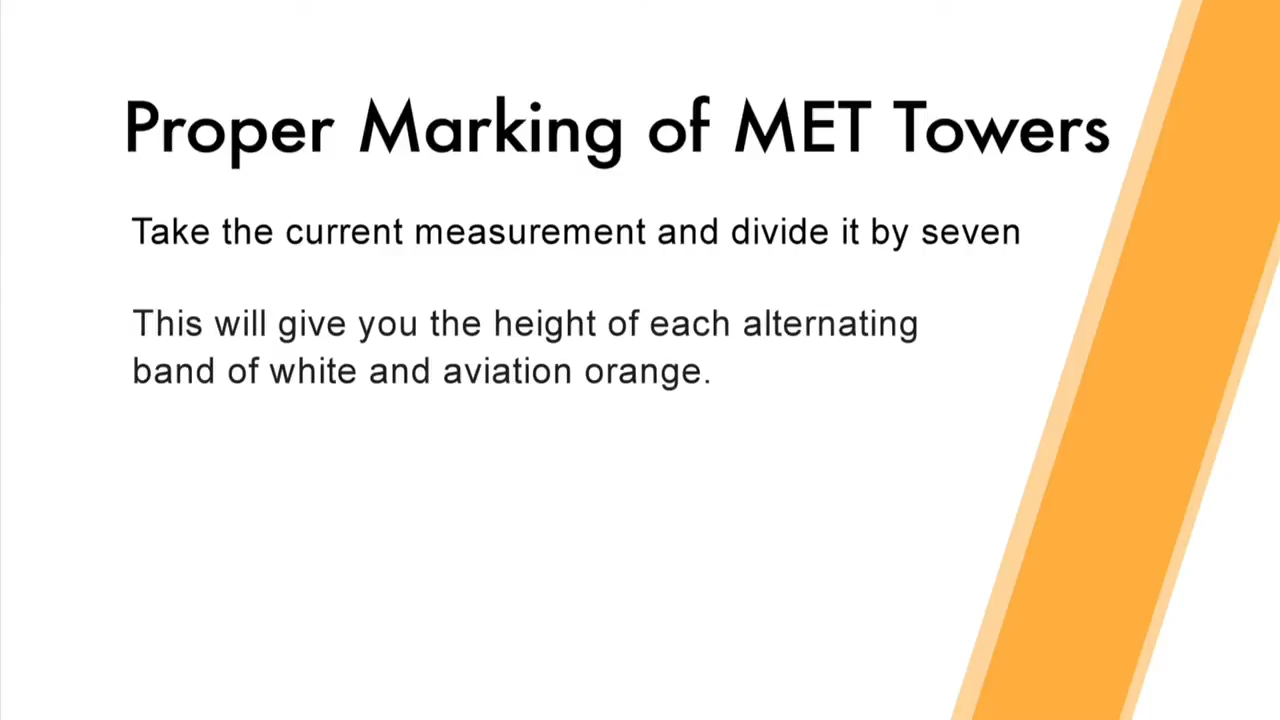 Proper Marking of MET Towers
Take the current measurement and divide it by seven
This will give you the height of each alternating
band of white and aviation orange.